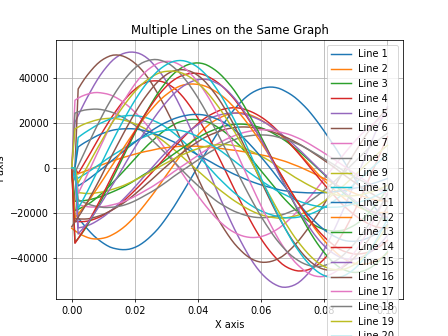 Multiple Lines on the Same Graph
40000
20000
0
−20000
−40000
0.00
0.02
0.04
0.06
X axis
Line 1
Line 2
Line 3
Line 4
Line 5
Line 6
Line 7
Line 8
Line 9
Line 10
Line 11
Line 12
Line 13
Line 14
Line 15
Line 16
Line 17
Line 18
Line 19
Line 20